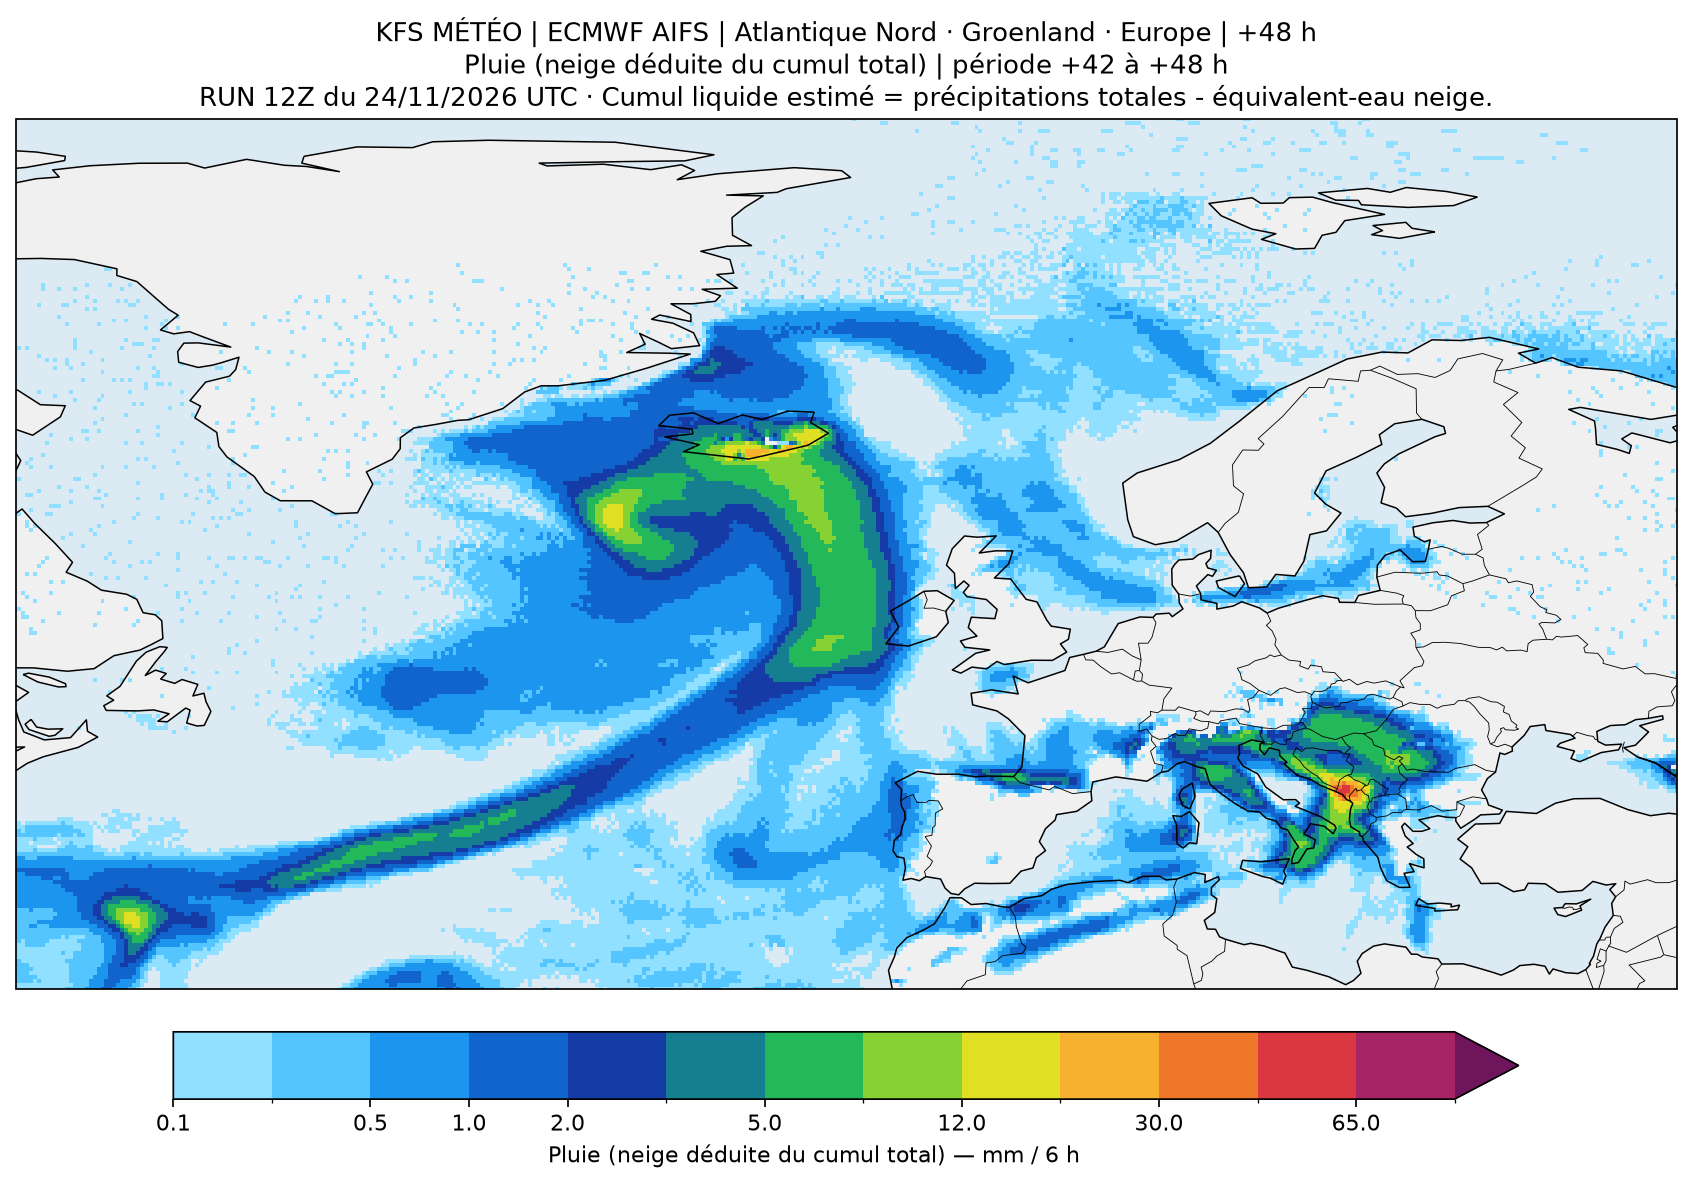 KFS MÉTÉO | ECMWF AIFS | Atlantique Nord · Groenland · Europe | +48 h
Pluie (neige déduite du cumul total) | période +42 à +48 h
RUN 12Z du 24/11/2026 UTC · Cumul liquide estimé = précipitations totales - équivalent-eau neige.
0.1 0.5 1.0 2.0 5.0 12.0 30.0 65.0
Pluie (neige déduite du cumul total) — mm / 6 h